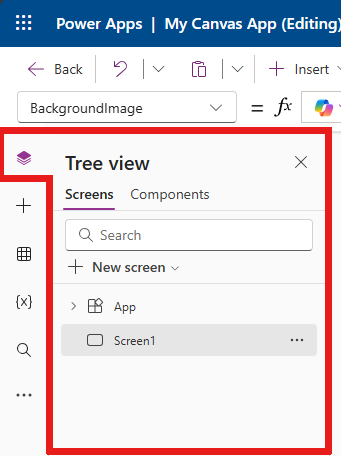 Power Apps | My Canvas App (Editing)
Back Insert
BackgroundImage = fx
Tree view
Screens Components
Search
New screen
App
{x} Screen1
...